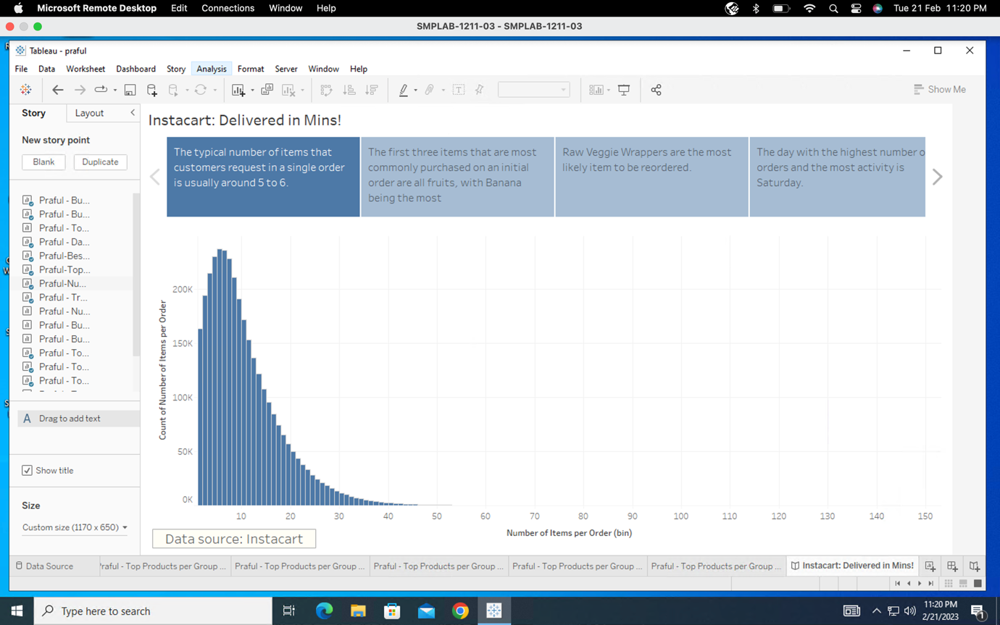 Microsoft Remote Desktop Edit Connections Window Help Tue 21 Feb 11:20 PM
SMPLAB-1211-03 - SMPLAB-1211-03
Tableau - praful
File Data Worksheet Dashboard Story Analysis Format Server Window Help
Show Me
Story Layout
New story point
Blank Duplicate
Praful - Bu...
Praful - Bu...
Praful - To...
Praful - Da...
Praful-Bes...
Praful-Top...
Praful-Nu...
Praful - Tr...
Praful - Nu...
Praful - Bu...
Praful - Bu...
Praful - To...
Praful - To...
Praful - To...
A Drag to add text
Show title
Size
Custom size (1170 x 650)
Instacart: Delivered in Mins!
The typical number of items that
customers request in a single order
is usually around 5 to 6.
The first three items that are most
commonly purchased on an initial
order are all fruits, with Banana
being the most
Raw Veggie Wrappers are the most
likely item to be reordered.
The day with the highest number o
orders and the most activity is
Saturday.
Count of Number of Items per Order
200K
150K
100K
50K
0K
10 20 30 40 50 60 70 80 90 100 110 120 130 140 150
Number of Items per Order (bin)
Data source: Instacart
Data Source Praful - Top Products per Group ... Praful - Top Products per Group ... Praful - Top Products per Group ... Praful - Top Products per Group ... Praful - Top Products per Group ... Instacart: Delivered in Mins!
Type here to search
11:20 PM
2/21/2023
1